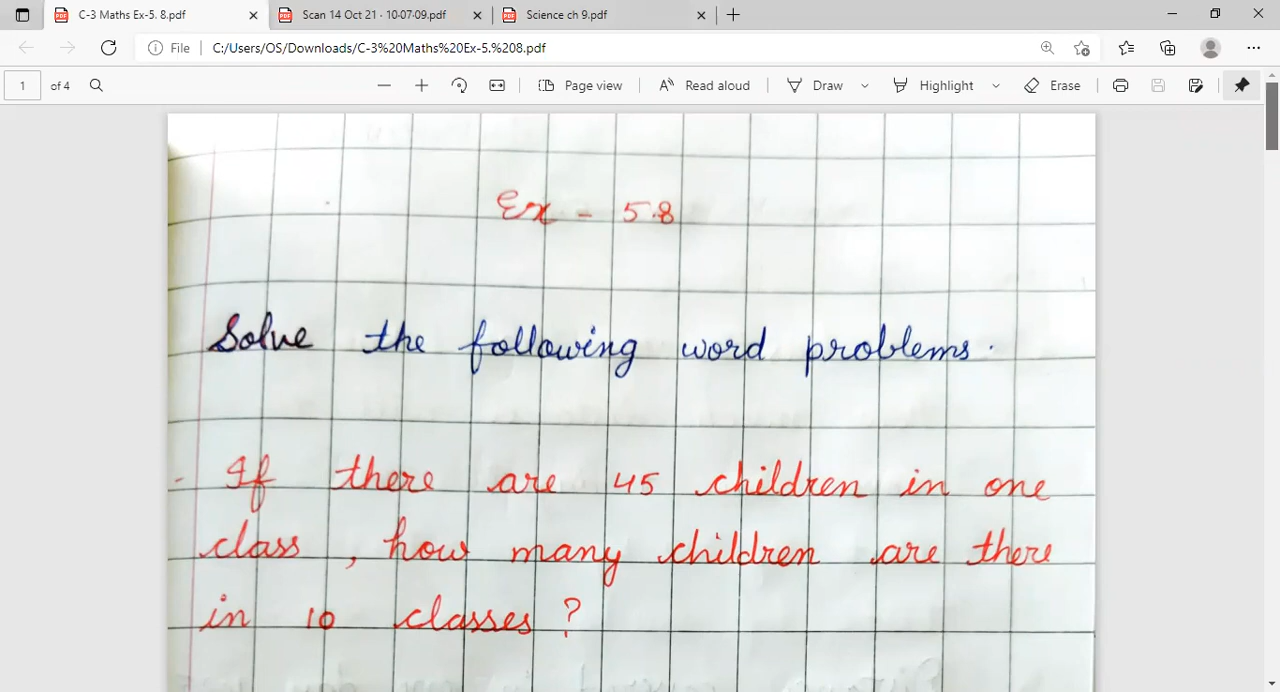 C-3 Maths Ex-5. 8.pdf
Scan 14 Oct 21 - 10-07-09.pdf
Science ch 9.pdf
File
C:/Users/OS/Downloads/C-3%20Maths%20Ex-5.%208.pdf
1 of 4
Page view
Read aloud
Draw
Highlight
Erase
Ex - 5.8
Solve the following word problems.
- If there are 45 children in one
class, how many children are there
in 10 classes?